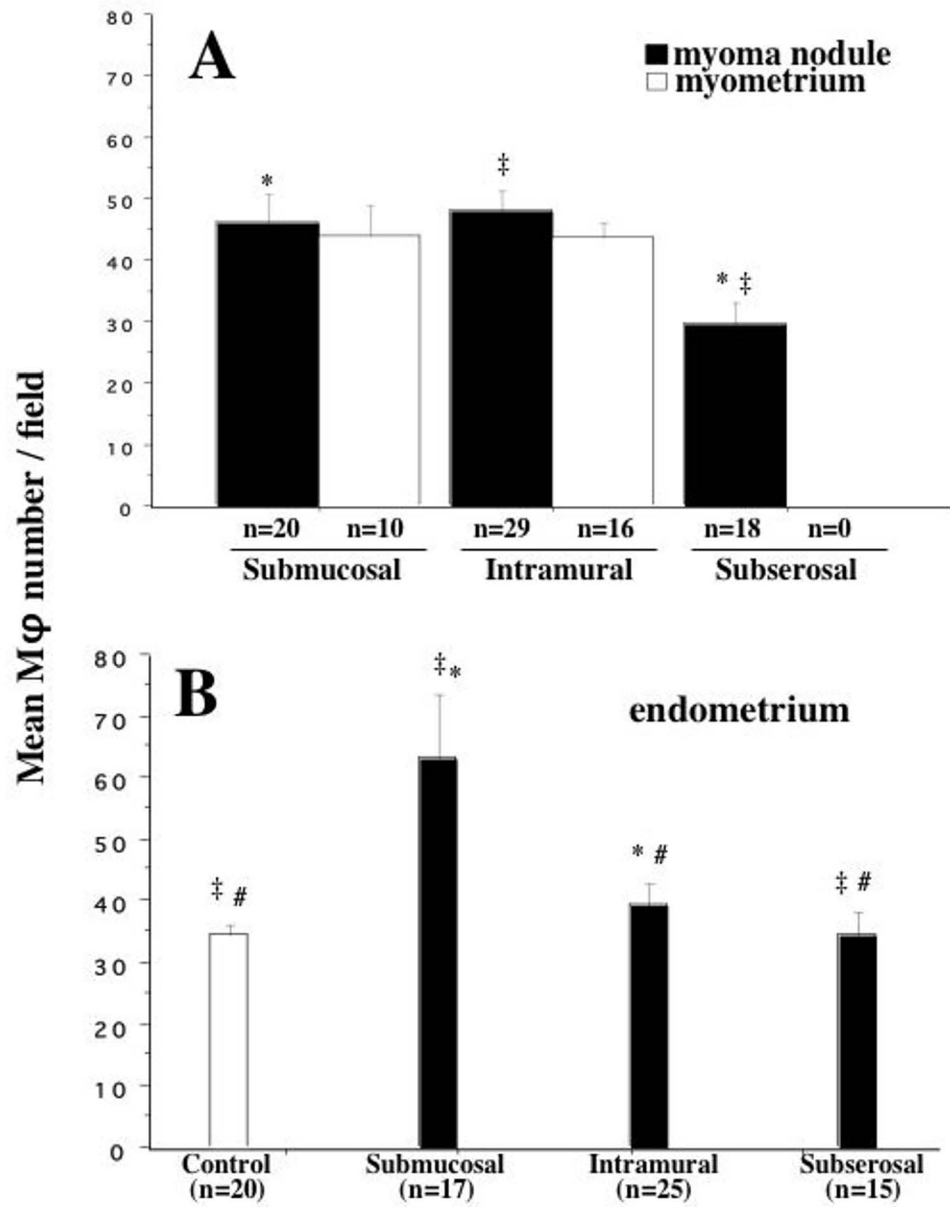 80
A
myoma nodule
70
myometrium
60
‡
*
50
40
* ‡
30
20
10
0
n=20 n=10 n=29 n=16 n=18 n=0
Submucosal Intramural Subserosal
Mean Mφ number / field
80
‡*
B
endometrium
70
60
50
* #
‡ #
‡ #
40
30
20
10
0
Control Submucosal Intramural Subserosal
(n=20) (n=17) (n=25) (n=15)